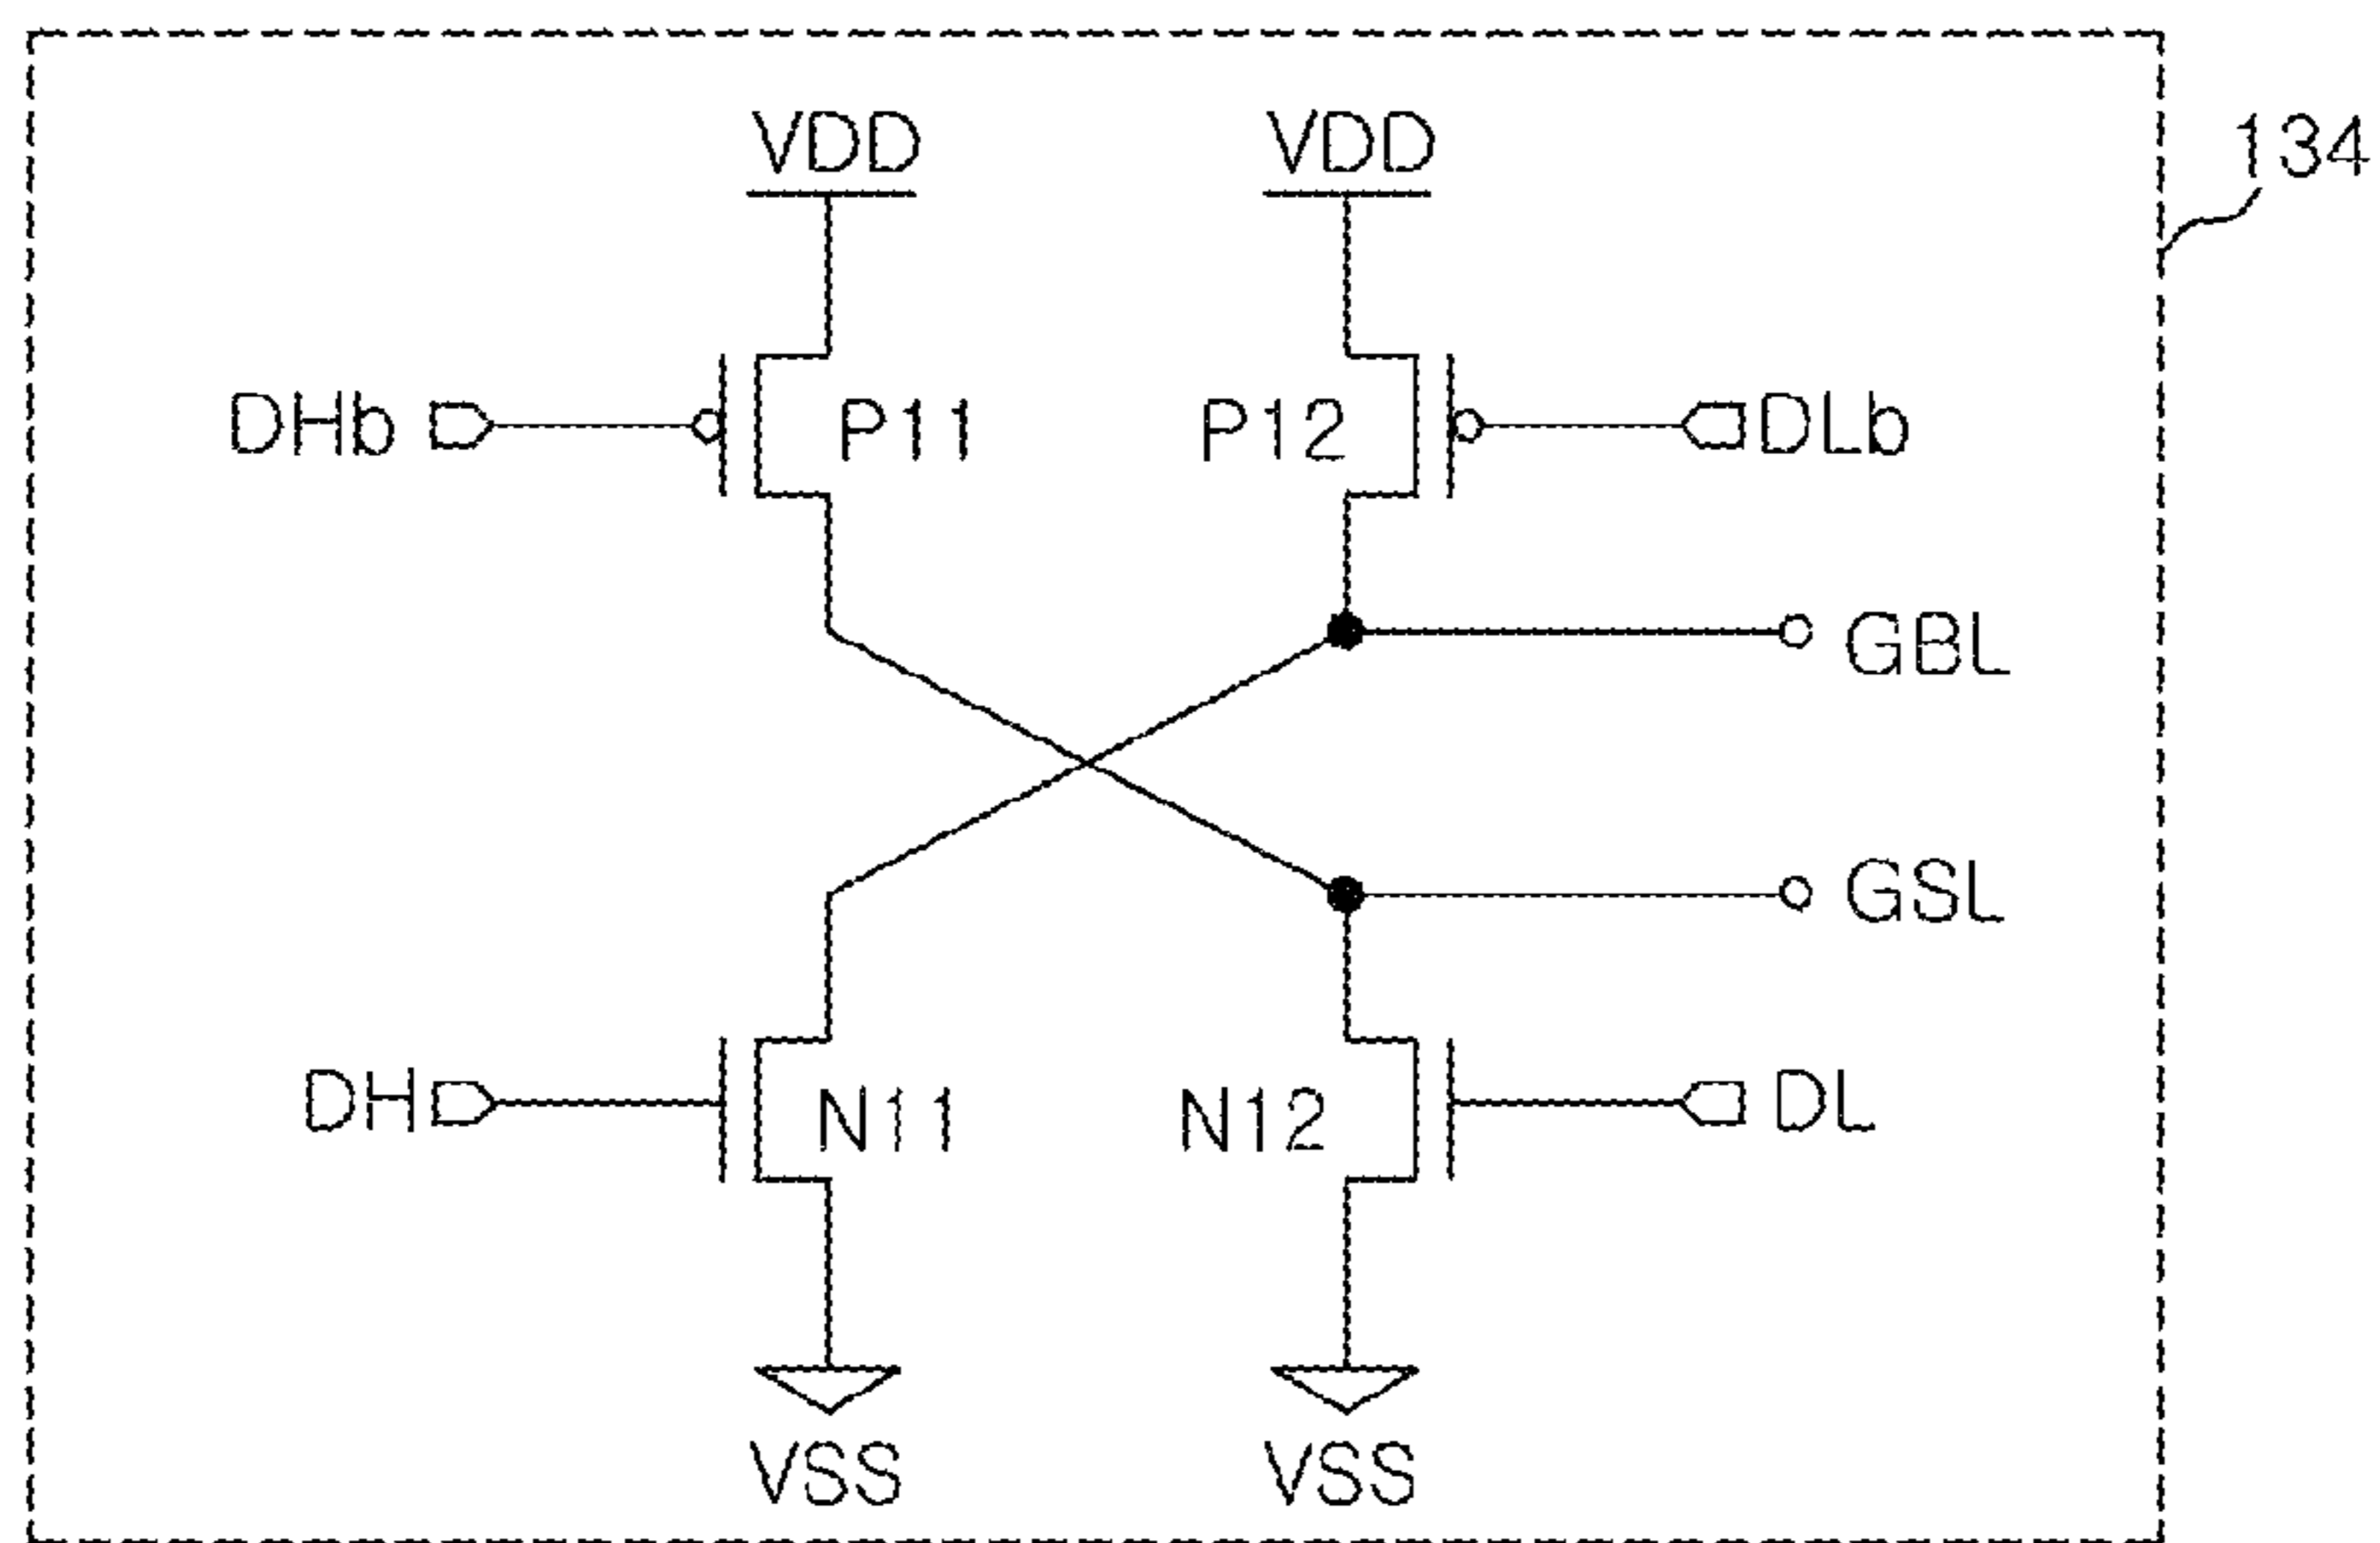 VDD VDD
134
DHb P11 P12 DLb
GBL
GSL
DH N11 N12 DL
VSS VSS